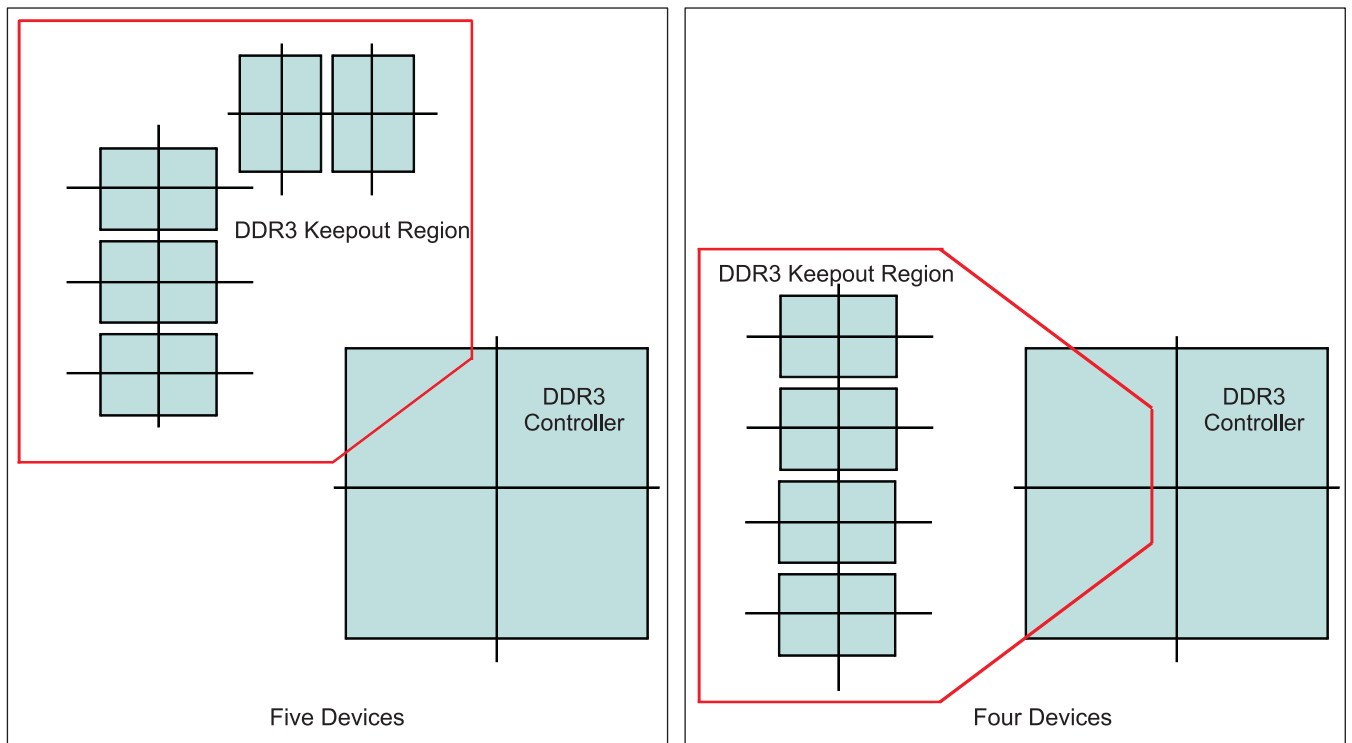 DDR3 Keepout Region
DDR3
Controller
Five Devices
DDR3 Keepout Region
DDR3
Controller
Four Devices